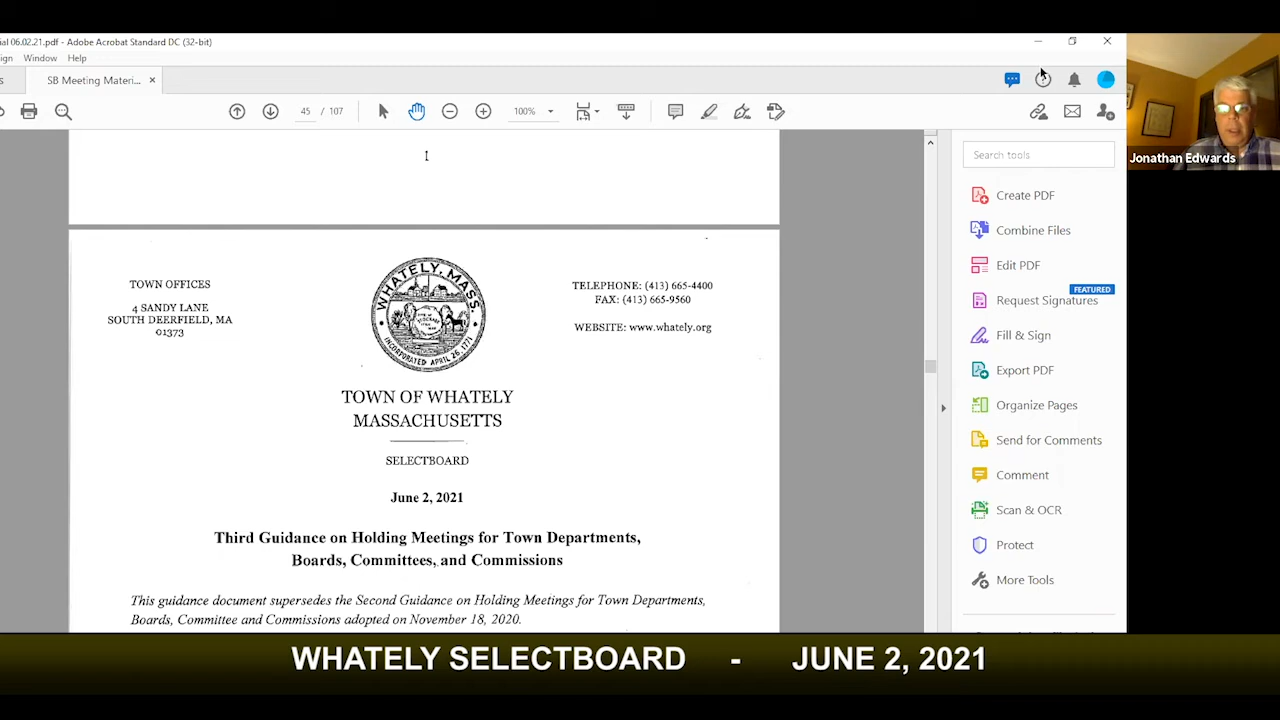 ial 06.02.21.pdf - Adobe Acrobat Standard DC (32-bit)
ign Window Help
s SB Meeting Materi... ×
45 / 107 100%
Jonathan Edwards
Search tools
Create PDF
Combine Files
Edit PDF
FEATURED
Request Signatures
Fill & Sign
Export PDF
Organize Pages
Send for Comments
Comment
Scan & OCR
Protect
More Tools
TOWN OFFICES
4 SANDY LANE
SOUTH DEERFIELD, MA
01373
WHATELY, MASS.
INCORPORATED APRIL 26, 1771
TELEPHONE: (413) 665-4400
FAX: (413) 665-9560
WEBSITE: www.whately.org
TOWN OF WHATELY
MASSACHUSETTS
SELECTBOARD
June 2, 2021
Third Guidance on Holding Meetings for Town Departments,
Boards, Committees, and Commissions
This guidance document supersedes the Second Guidance on Holding Meetings for Town Departments,
Boards, Committee and Commissions adopted on November 18, 2020.
WHATELY SELECTBOARD - JUNE 2, 2021